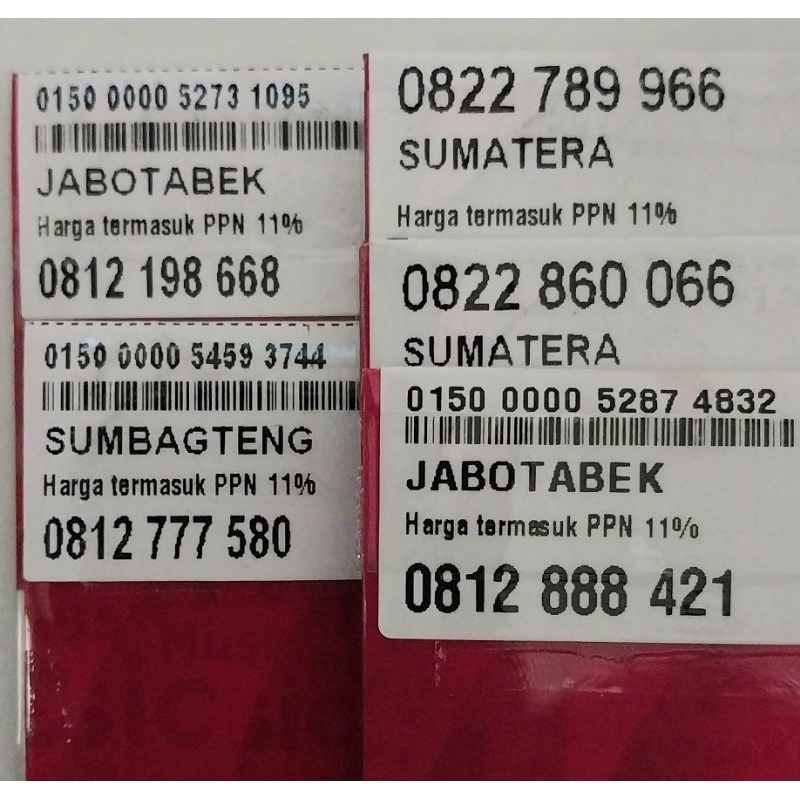 0150 0000 5273 1095
JABOTABEK
Harga termasuk PPN 11%
0812 198 668
0150 0000 5459 3744
SUMBAGTENG
Harga termasuk PPN 11%
0812 777 580
0822 789 966
SUMATERA
Harga termasuk PPN 11%
0822 860 066
SUMATERA
0150 0000 5287 4832
JABOTABEK
Harga termasuk PPN 11%
0812 888 421